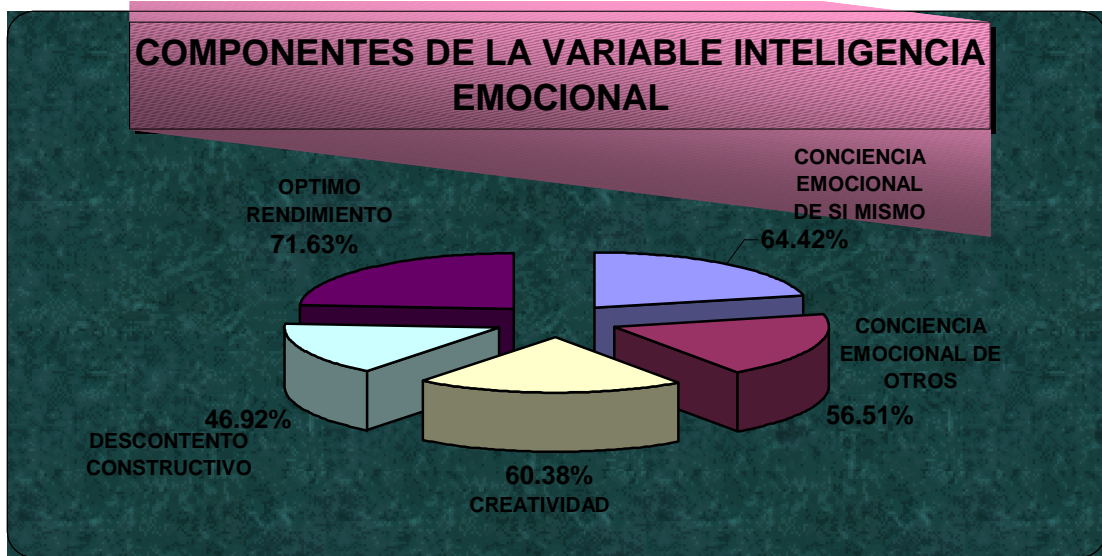 COMPONENTES DE LA VARIABLE INTELIGENCIA
EMOCIONAL
CONCIENCIA
EMOCIONAL
DE SI MISMO
64.42%
OPTIMO
RENDIMIENTO
71.63%
CONCIENCIA
EMOCIONAL DE
OTROS
56.51%
46.92%
DESCONTENTO
CONSTRUCTIVO
60.38%
CREATIVIDAD